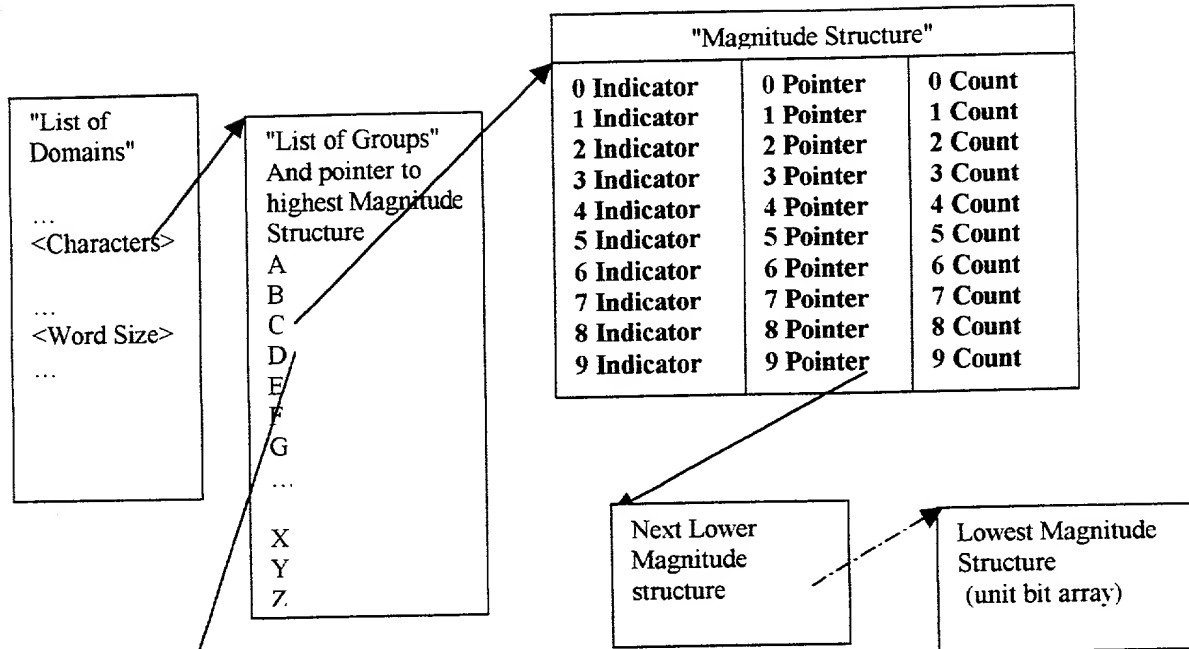 "List of
Domains"
...
<Characters>
...
<Word Size>
...
"List of Groups"
And pointer to
highest Magnitude
Structure
A
B
C
D
E
F
G
...
X
Y
Z
"Magnitude Structure"
0 Indicator 0 Pointer 0 Count
1 Indicator 1 Pointer 1 Count
2 Indicator 2 Pointer 2 Count
3 Indicator 3 Pointer 3 Count
4 Indicator 4 Pointer 4 Count
5 Indicator 5 Pointer 5 Count
6 Indicator 6 Pointer 6 Count
7 Indicator 7 Pointer 7 Count
8 Indicator 8 Pointer 8 Count
9 Indicator 9 Pointer 9 Count
Next Lower
Magnitude
structure
Lowest Magnitude
Structure
(unit bit array)